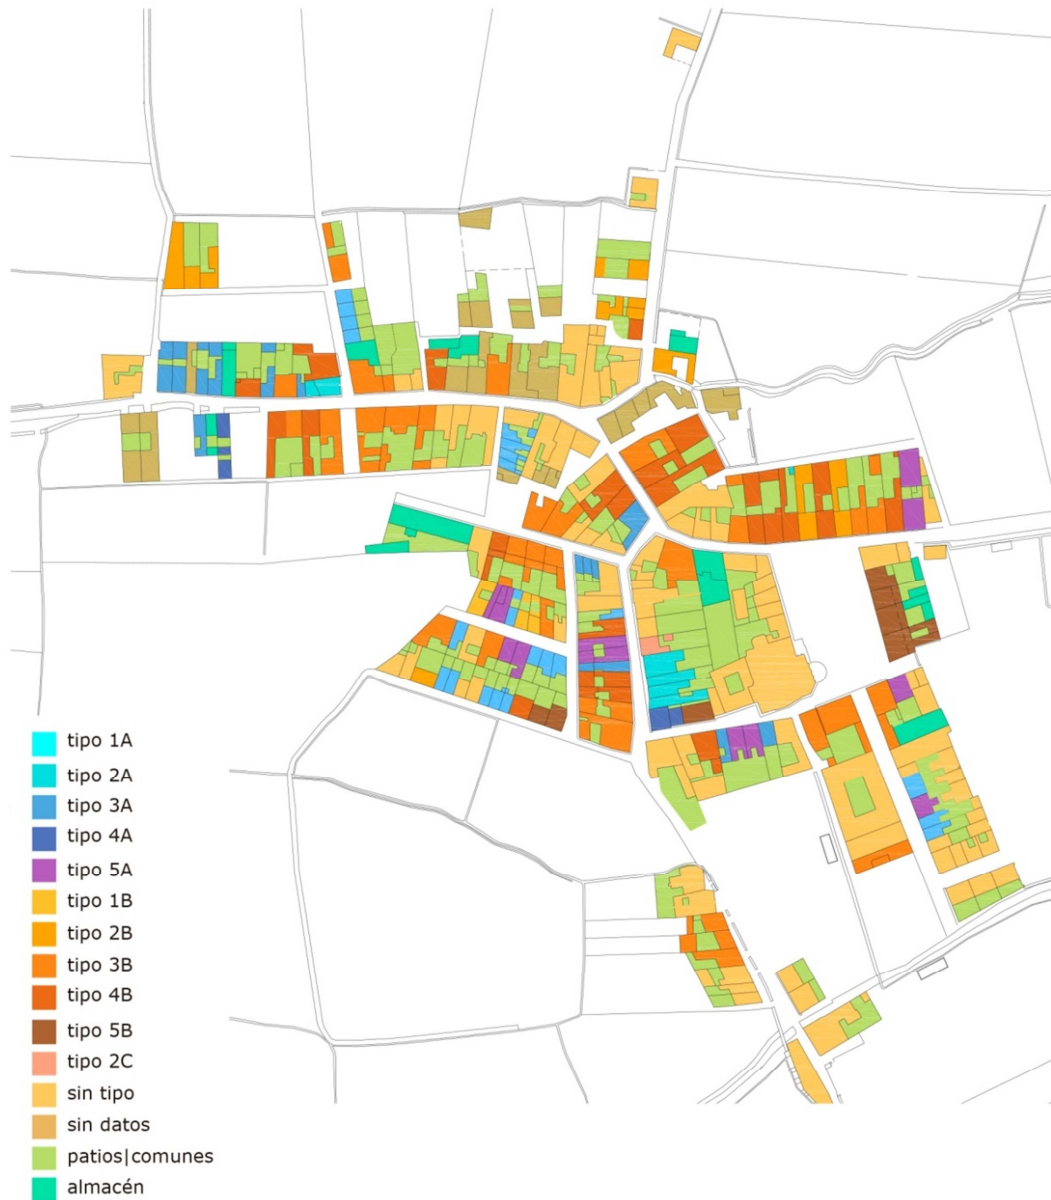 tipo 1A
tipo 2A
tipo 3A
tipo 4A
tipo 5A
tipo 1B
tipo 2B
tipo 3B
tipo 4B
tipo 5B
tipo 2C
sin tipo
sin datos
patios|comunes
almacén